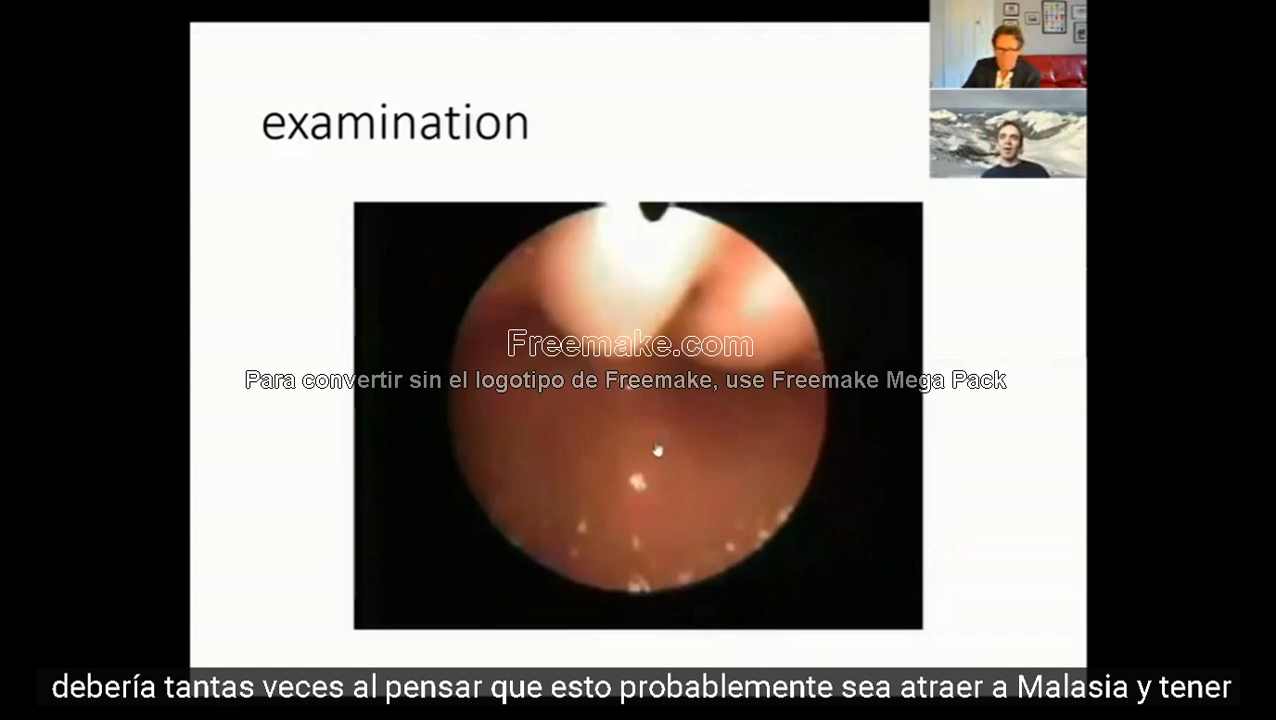 examination
Freemake.com
Para convertir sin el logotipo de Freemake, use Freemake Mega Pack
debería tantas veces al pensar que esto probablemente sea atraer a Malasia y tener